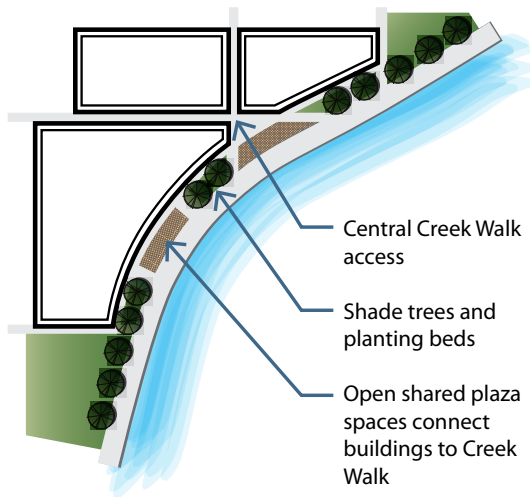 Central Creek Walk
access
Shade trees and
planting beds
Open shared plaza
spaces connect
buildings to Creek
Walk